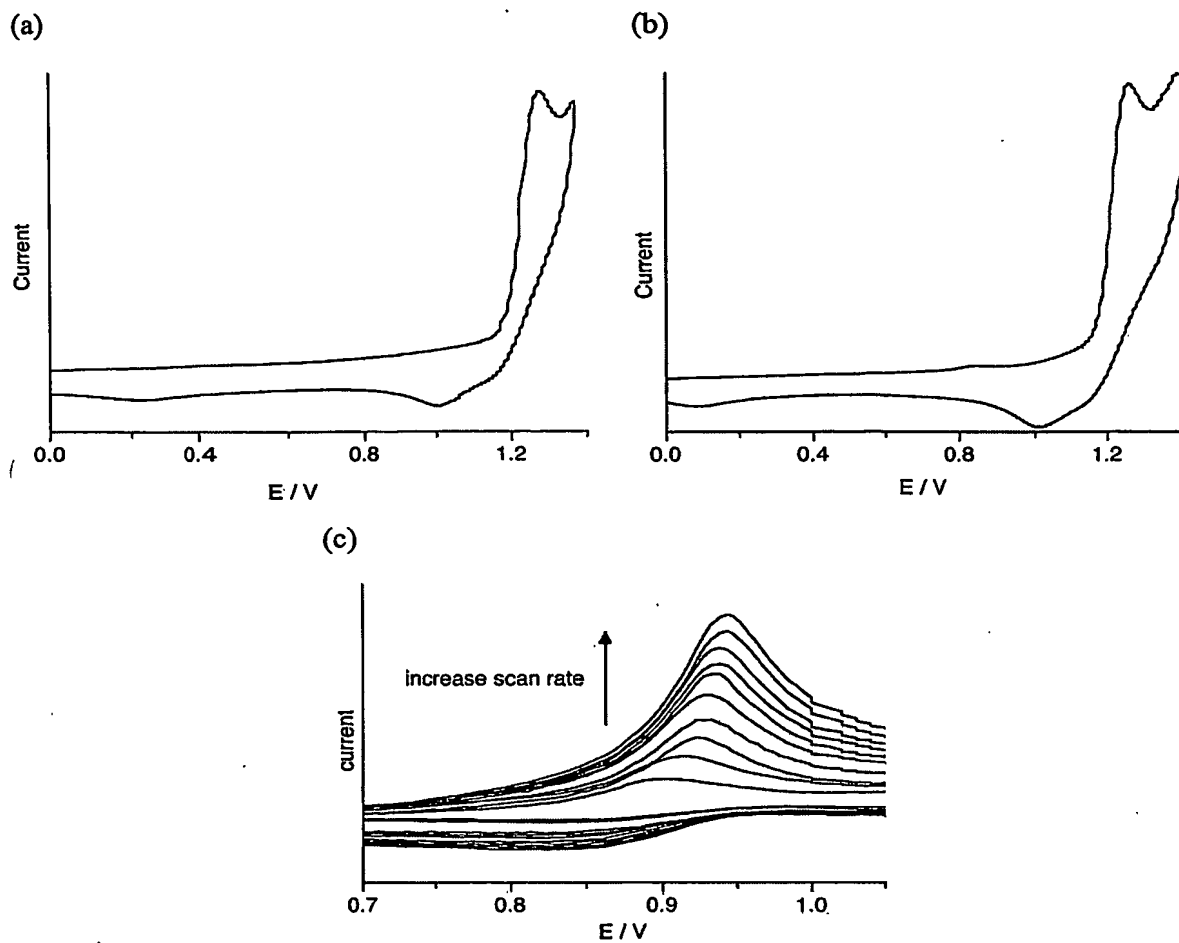 (a)
Current
0.0 0.4 0.8 1.2
E / V
(b)
Current
0.0 0.4 0.8 1.2
E / V
(c)
increase scan rate
current
0.7 0.8 0.9 1.0
E / V